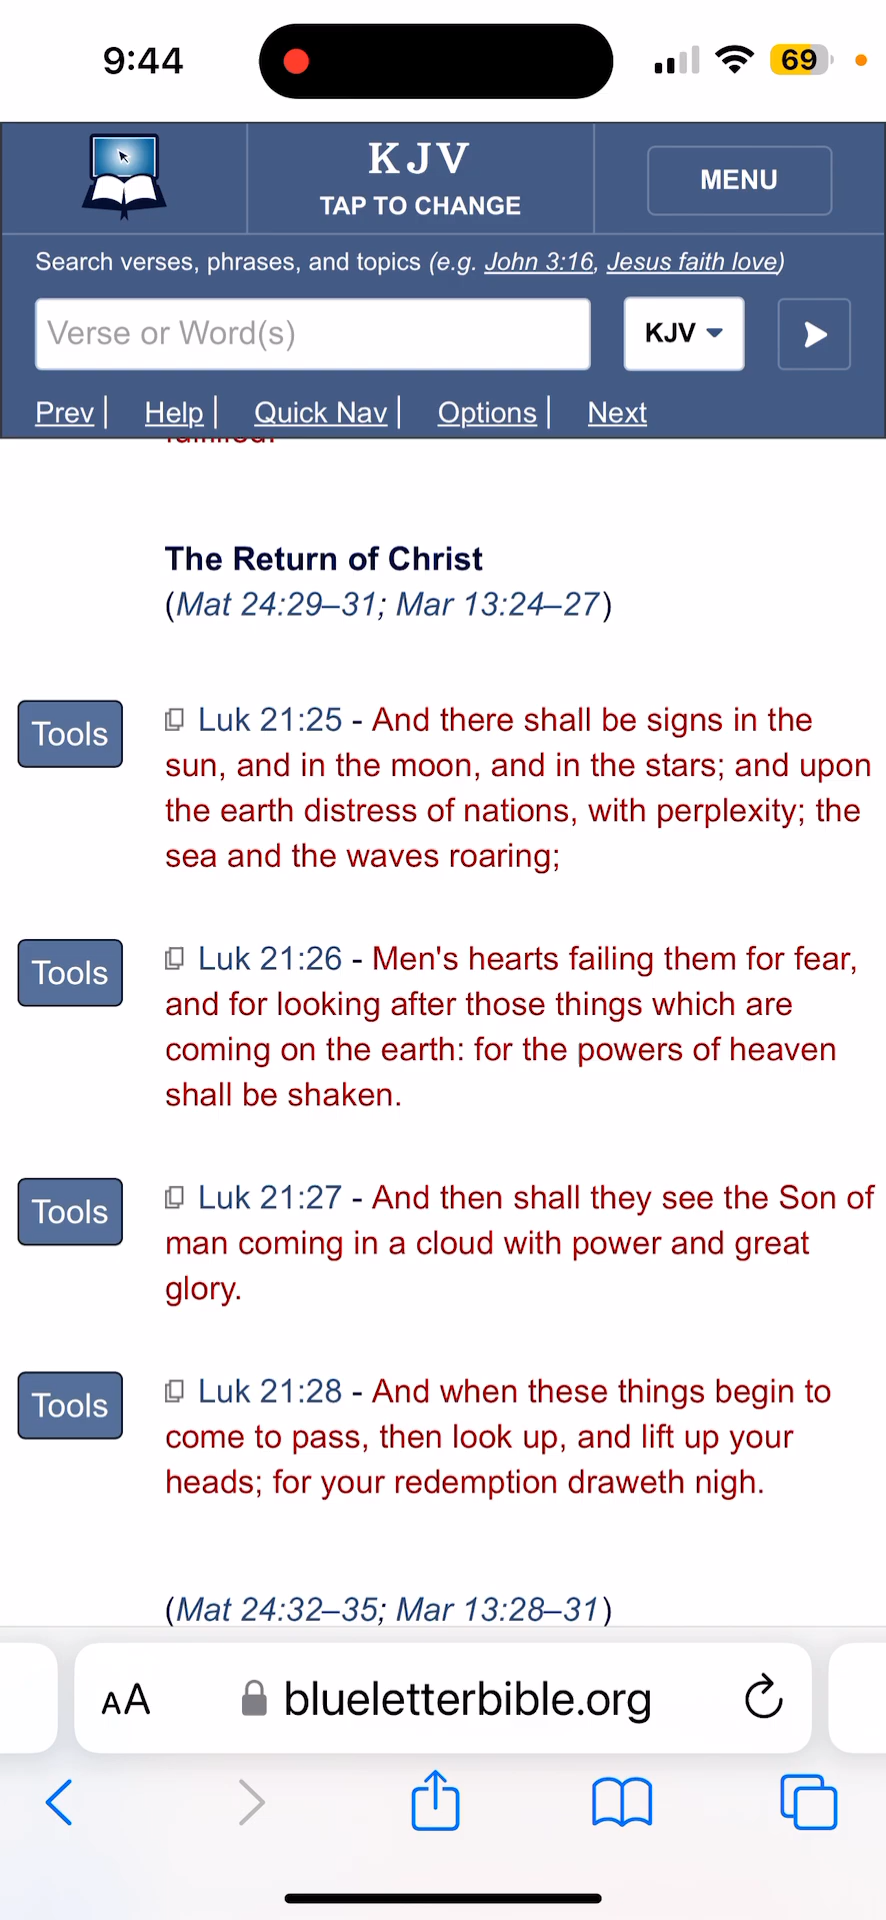 9:44
69
KJV
TAP TO CHANGE
MENU
Search verses, phrases, and topics (e.g. John 3:16, Jesus faith love)
Verse or Word(s)
KJV
Prev | Help | Quick Nav | Options | Next
The Return of Christ
(Mat 24:29–31; Mar 13:24–27)
Tools
Luk 21:25 - And there shall be signs in the
sun, and in the moon, and in the stars; and upon
the earth distress of nations, with perplexity; the
sea and the waves roaring;
Tools
Luk 21:26 - Men's hearts failing them for fear,
and for looking after those things which are
coming on the earth: for the powers of heaven
shall be shaken.
Tools
Luk 21:27 - And then shall they see the Son of
man coming in a cloud with power and great
glory.
Tools
Luk 21:28 - And when these things begin to
come to pass, then look up, and lift up your
heads; for your redemption draweth nigh.
(Mat 24:32–35; Mar 13:28–31)
AA
blueletterbible.org